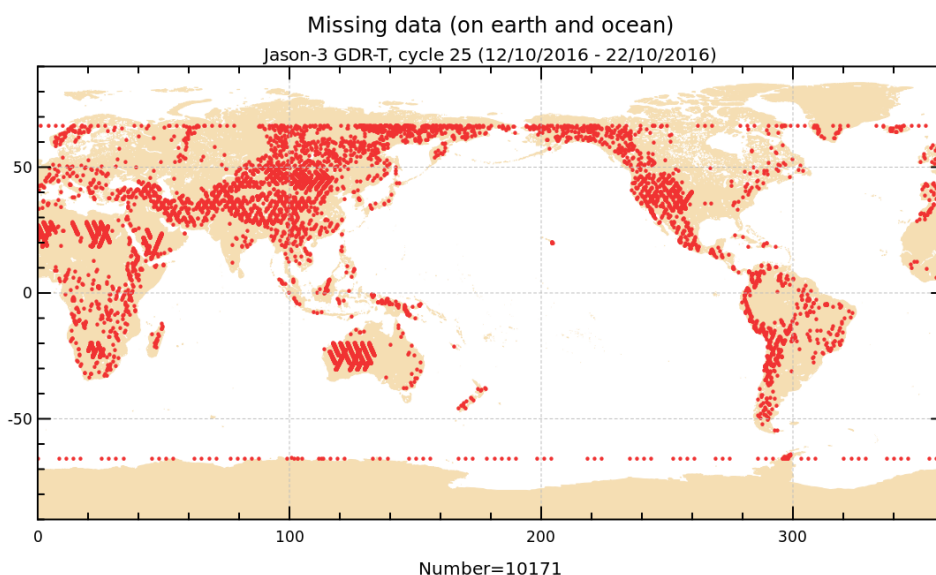 Missing data (on earth and ocean)
Jason-3 GDR-T, cycle 25 (12/10/2016 - 22/10/2016)
50
0
-50
0 100 200 300
Number=10171